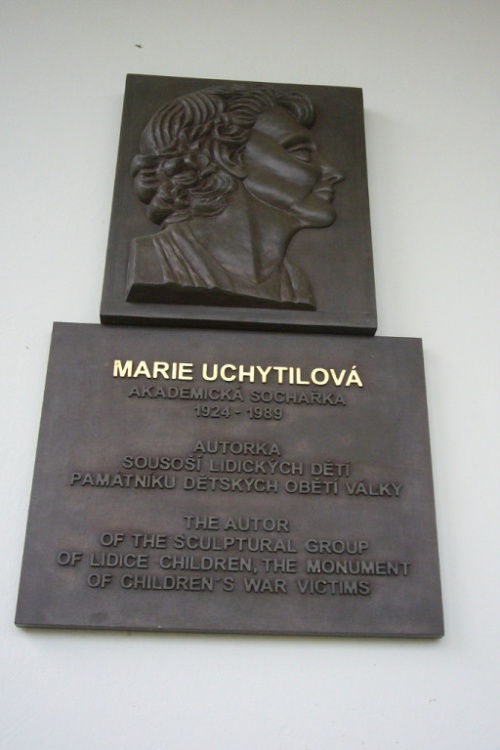 MARIE UCHYTILOVÁ
AKADEMICKÁ SOCHAŘKA
1924 - 1989
AUTORKA
SOUSOŠÍ LIDICKÝCH DĚTÍ
PAMÁTNÍKU DĚTSKÝCH OBĚTÍ VÁLKY
THE AUTOR
OF THE SCULPTURAL GROUP
OF LIDICE CHILDREN, THE MONUMENT
OF CHILDREN´S WAR VICTIMS